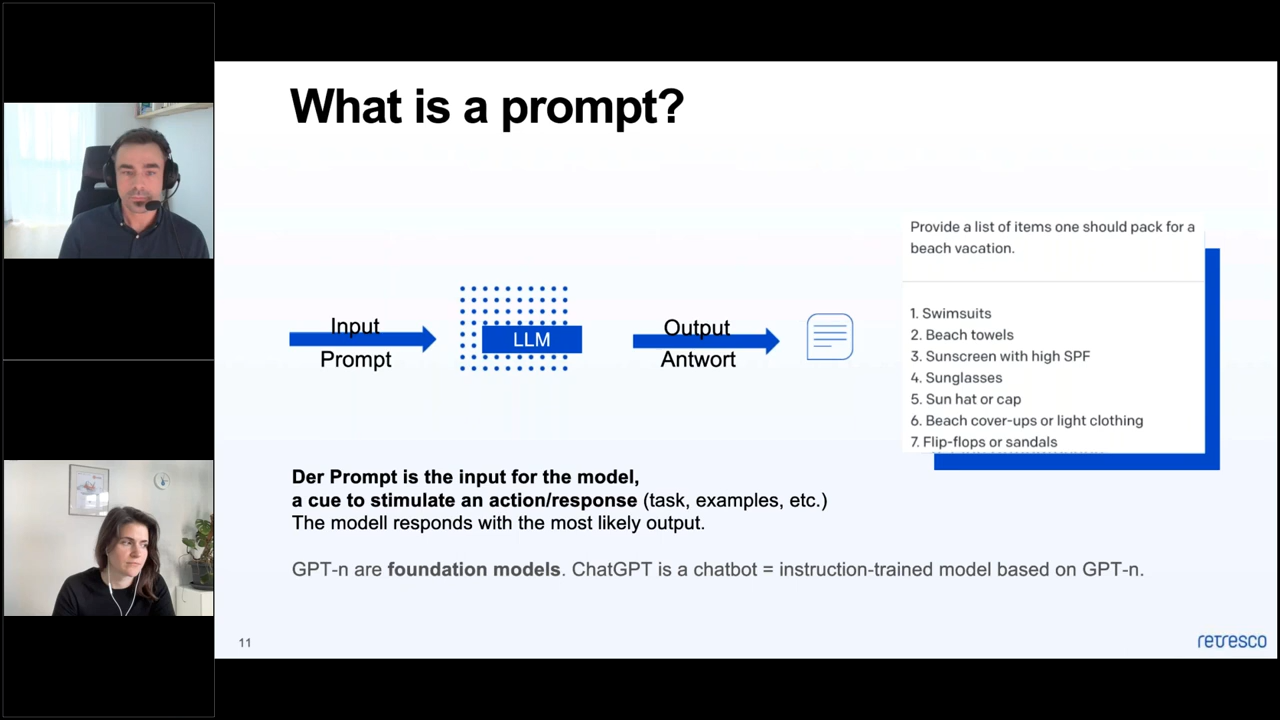 What is a prompt?
Input
Prompt
LLM
Output
Antwort
Provide a list of items one should pack for a
beach vacation.
1. Swimsuits
2. Beach towels
3. Sunscreen with high SPF
4. Sunglasses
5. Sun hat or cap
6. Beach cover-ups or light clothing
7. Flip-flops or sandals
Der Prompt is the input for the model,
a cue to stimulate an action/response (task, examples, etc.)
The modell responds with the most likely output.
GPT-n are foundation models. ChatGPT is a chatbot = instruction-trained model based on GPT-n.
11
retresco